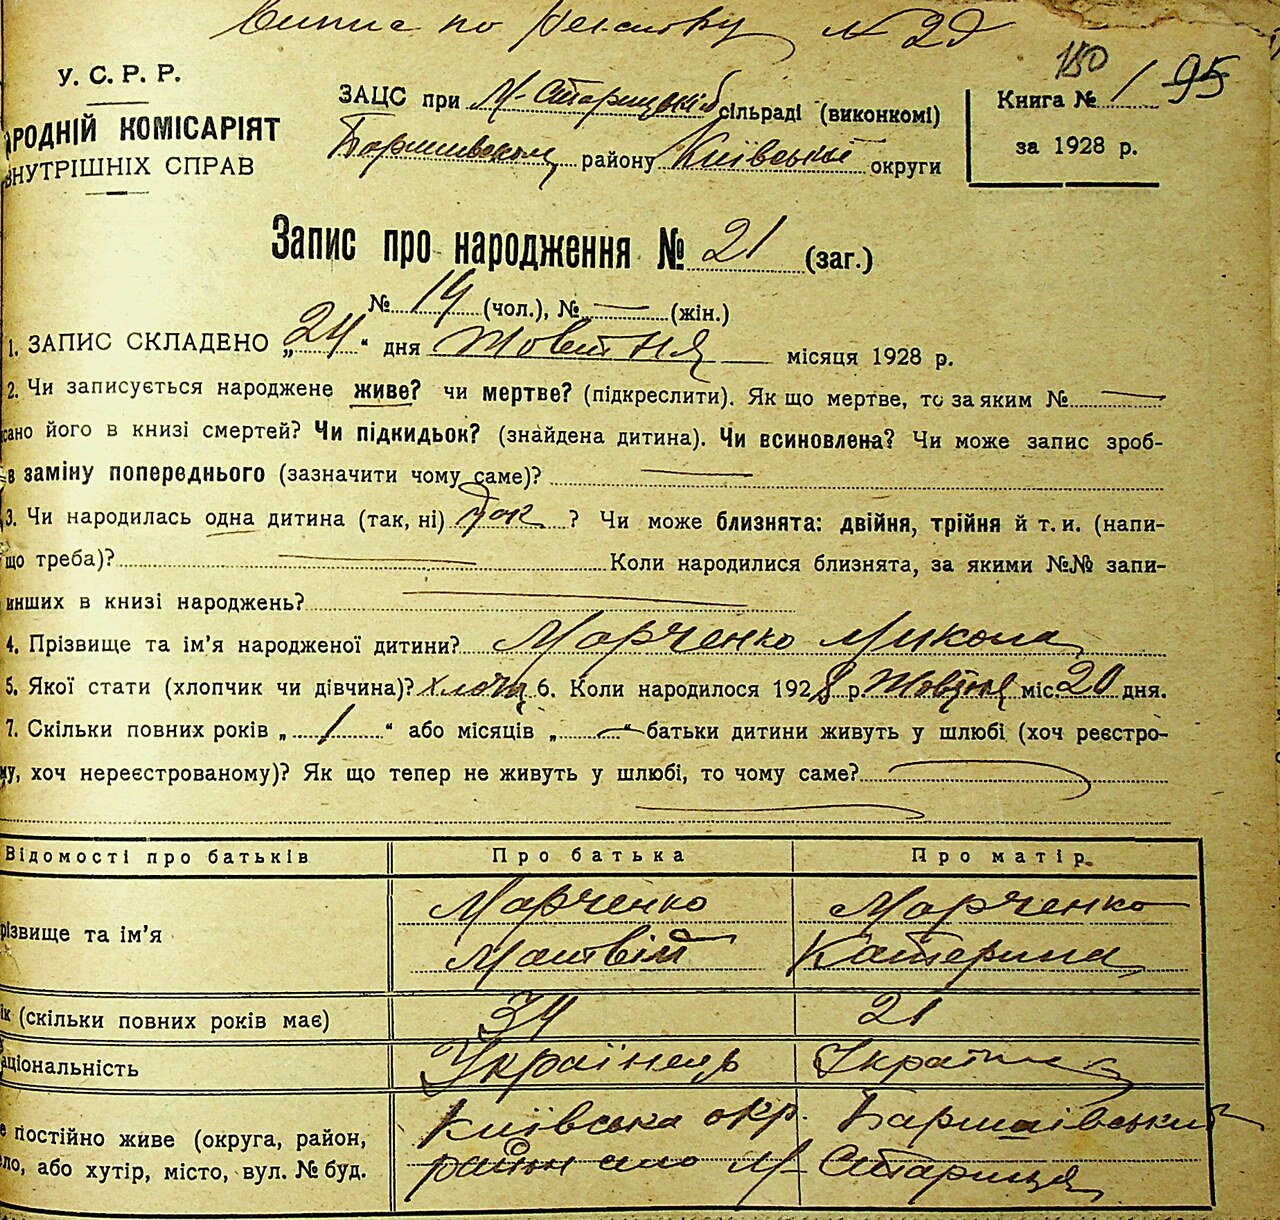 Випис по № 2д
У. С. Р. Р.
РОДНІЙ КОМІСАРІЯТ
ВНУТРІШНІХ СПРАВ
ЗАЦС при М-Старицькій сільраді (виконкомі)
району Київської округи
150
Книга № 1 95
за 1928 р.
Запис про народження № 21 (заг.)
№ 14 (чол.), № — (жін.)
1. ЗАПИС СКЛАДЕНО „24“ дня Жовтня місяця 1928 р.
2. Чи записується народжене живе? чи мертве? (підкреслити). Як що мертве, то за яким № —
сано його в книзі смертей? Чи підкидьок? (знайдена дитина). Чи всиновлена? Чи може запис зроб-
в заміну попереднього (зазначити чому саме)? —
3. Чи народилась одна дитина (так, ні) так ? Чи може близнята: двійня, трійня й т. и. (напи-
що треба)? — Коли народилися близнята, за якими №№ запи-
инших в книзі народжень? —
4. Прізвище та ім'я народженої дитини? Марченко Микола
5. Якої стати (хлопчик чи дівчина)? хлопц 6. Коли народилося 1928 р. Жовтня міс. 20 дня.
7. Скільки повних років „ 1 “ або місяців „ — “ батьки дитини живуть у шлюбі (хоч реєстро-
му, хоч нереєстрованому)? Як що тепер не живуть у шлюбі, то чому саме? —
Відомості про батьків Про батька Про матір
різвище та ім'я Марченко Матвій Марченко Катерина
ік (скільки повних років має) 34 21
аціональність Українець Українка
е постійно живе (округа, район, Київська окр. Баришівський
ло, або хутір, місто, вул. № буд. район село М- Стариця